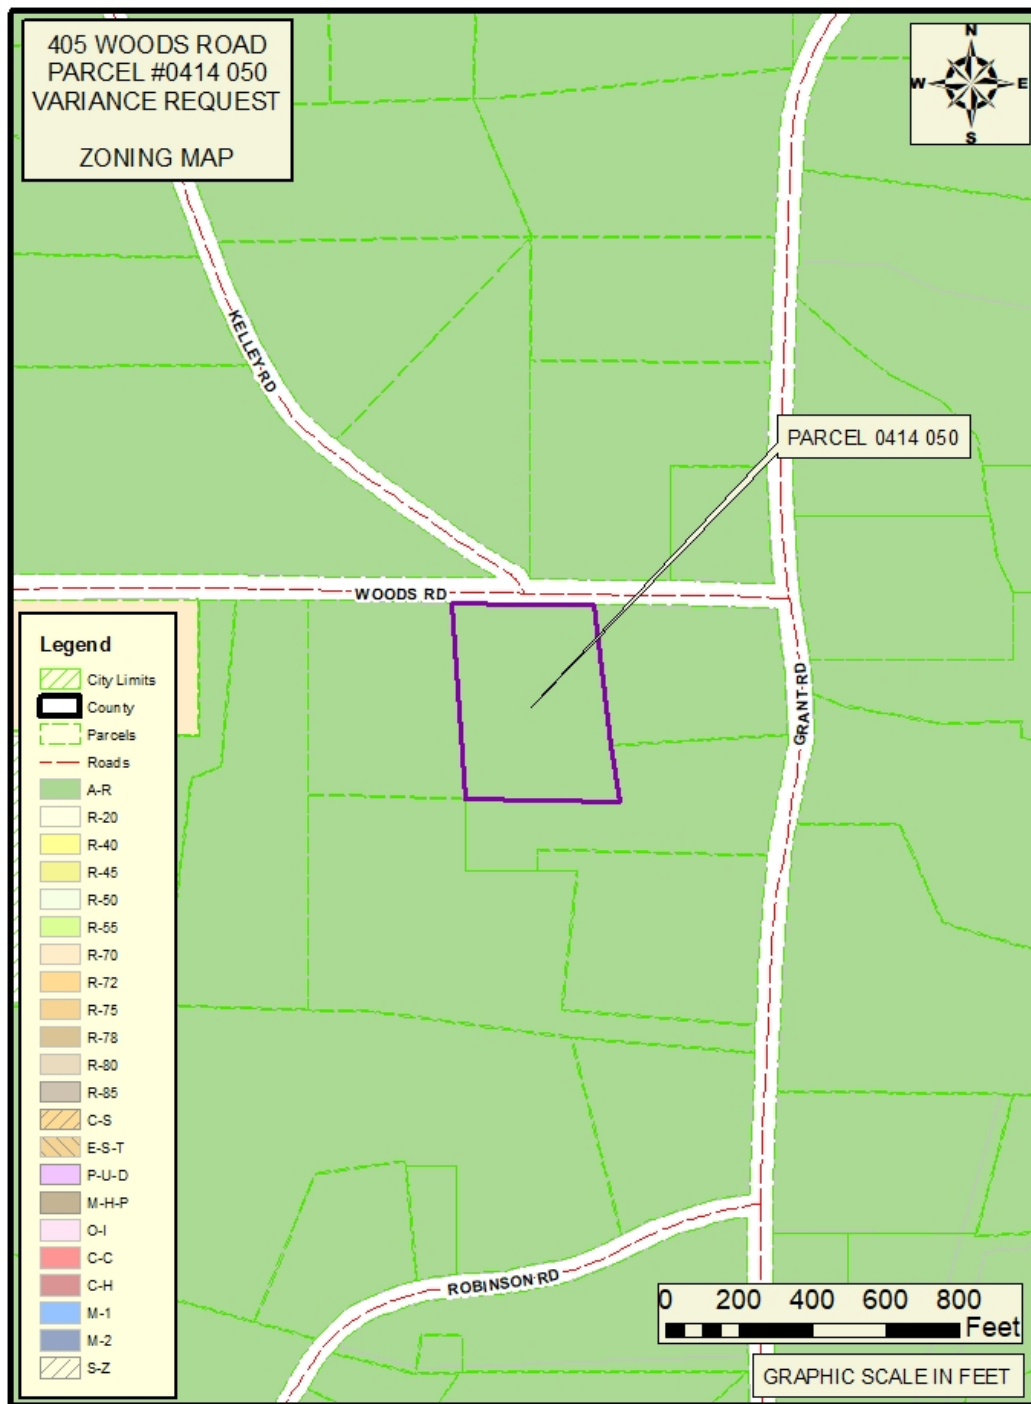 405 WOODS ROAD
PARCEL #0414 050
VARIANCE REQUEST
ZONING MAP
N
W E
S
KELLEY RD
PARCEL 0414 050
WOODS RD
GRANT RD
Legend
City Limits
County
Parcels
Roads
A-R
R-20
R-40
R-45
R-50
R-55
R-70
R-72
R-75
R-78
R-80
R-85
C-S
E-S-T
P-U-D
M-H-P
O-I
C-C
C-H
M-1
M-2
S-Z
ROBINSON RD
0 200 400 600 800
Feet
GRAPHIC SCALE IN FEET